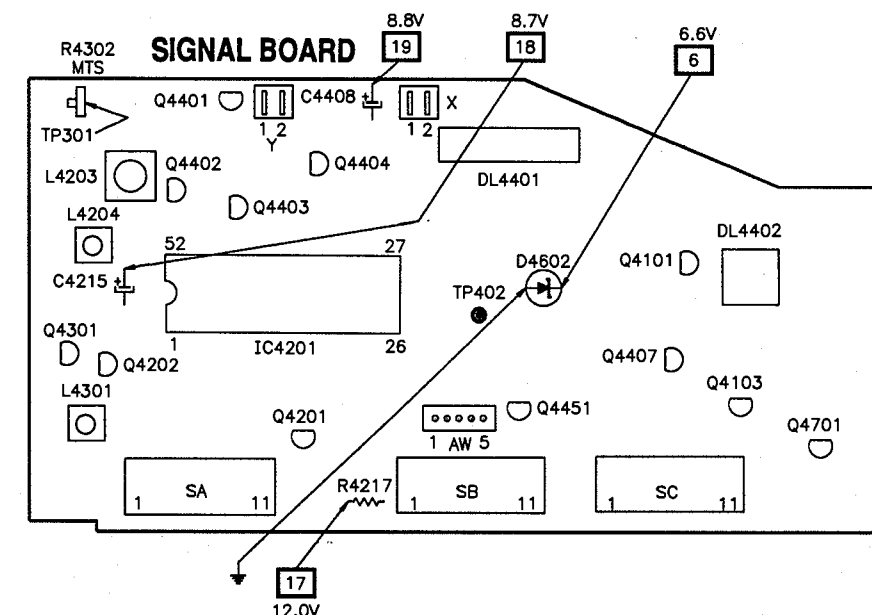 8.8V
8.7V
6.6V
R4302
MTS
SIGNAL BOARD
19
18
6
Q4401
C4408
X
TP301
1 2
Y
1 2
L4203
Q4402
Q4404
DL4401
Q4403
L4204
52
27
DL4402
Q4101
D4602
C4215
TP402
Q4301
1
IC4201
26
Q4202
Q4407
L4301
Q4103
Q4201
Q4451
1 AW 5
Q4701
R4217
1 SA 11
1 SB 11
1 SC 11
17
12.0V